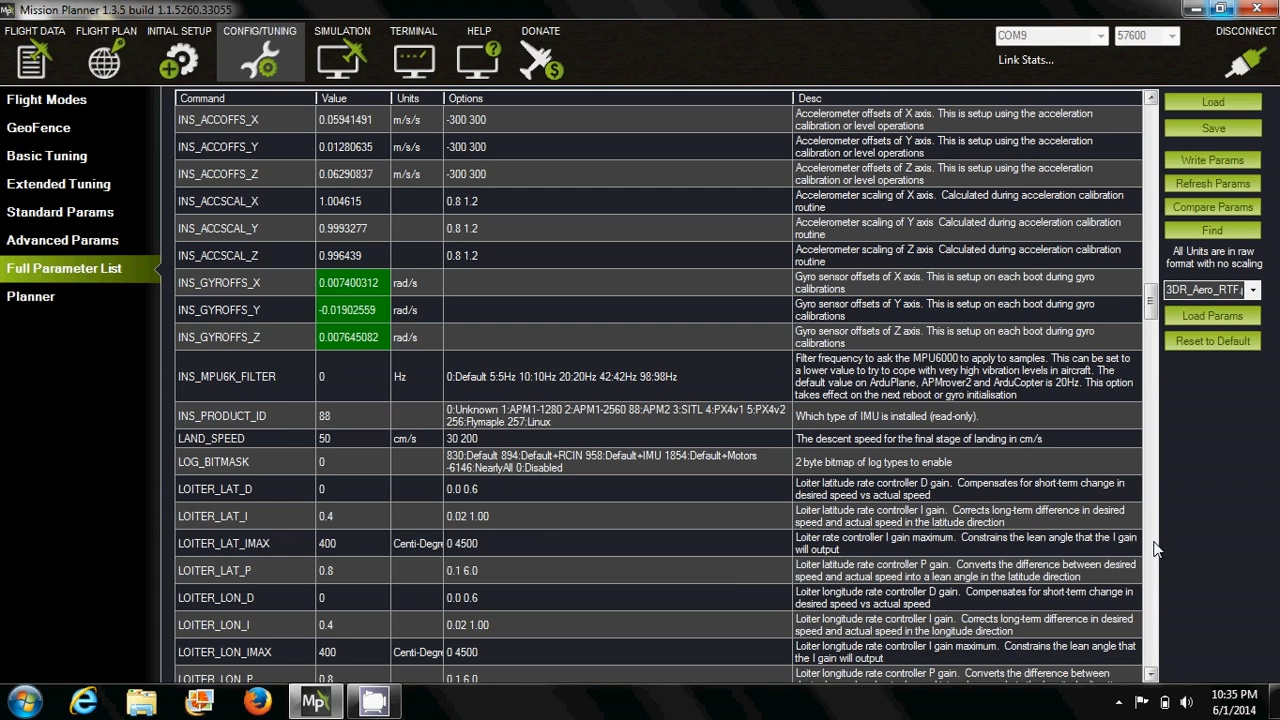 Mission Planner 1.3.5 build 1.1.5260.33055
FLIGHT DATA FLIGHT PLAN INITIAL SETUP CONFIG/TUNING SIMULATION TERMINAL HELP DONATE
COM9 57600 DISCONNECT
Link Stats...
Flight Modes
GeoFence
Basic Tuning
Extended Tuning
Standard Params
Advanced Params
Full Parameter List
Planner
Command Value Units Options Desc
INS_ACCOFFS_X 0.05941491 m/s/s -300 300 Accelerometer offsets of X axis. This is setup using the acceleration
calibration or level operations
INS_ACCOFFS_Y 0.01280635 m/s/s -300 300 Accelerometer offsets of Y axis. This is setup using the acceleration
calibration or level operations
INS_ACCOFFS_Z 0.06290837 m/s/s -300 300 Accelerometer offsets of Z axis. This is setup using the acceleration
calibration or level operations
INS_ACCSCAL_X 1.004615 0.8 1.2 Accelerometer scaling of X axis. Calculated during acceleration calibration
routine
INS_ACCSCAL_Y 0.9993277 0.8 1.2 Accelerometer scaling of Y axis Calculated during acceleration calibration
routine
INS_ACCSCAL_Z 0.996439 0.8 1.2 Accelerometer scaling of Z axis Calculated during acceleration calibration
routine
INS_GYROFFS_X 0.007400312 rad/s Gyro sensor offsets of X axis. This is setup on each boot during gyro
calibrations
INS_GYROFFS_Y -0.01902559 rad/s Gyro sensor offsets of Y axis. This is setup on each boot during gyro
calibrations
INS_GYROFFS_Z 0.007645082 rad/s Gyro sensor offsets of Z axis. This is setup on each boot during gyro
calibrations
INS_MPU6K_FILTER 0 Hz 0:Default 5:5Hz 10:10Hz 20:20Hz 42:42Hz 98:98Hz Filter frequency to ask the MPU6000 to apply to samples. This can be set to
a lower value to try to cope with very high vibration levels in aircraft. The
default value on ArduPlane, APMrover2 and ArduCopter is 20Hz. This option
takes effect on the next reboot or gyro initialisation
INS_PRODUCT_ID 88 0:Unknown 1:APM1-1280 2:APM1-2560 88:APM2 3:SITL 4:PX4v1 5:PX4v2
256:Flymaple 257:Linux Which type of IMU is installed (read-only).
LAND_SPEED 50 cm/s 30 200 The descent speed for the final stage of landing in cm/s
LOG_BITMASK 0 830:Default 894:Default+RCIN 958:Default+IMU 1854:Default+Motors
-6146:NearlyAll 0:Disabled 2 byte bitmap of log types to enable
LOITER_LAT_D 0 0.0 0.6 Loiter latitude rate controller D gain. Compensates for short-term change in
desired speed vs actual speed
LOITER_LAT_I 0.4 0.02 1.00 Loiter latitude rate controller I gain. Corrects long-term difference in desired
speed and actual speed in the latitude direction
LOITER_LAT_IMAX 400 Centi-Degre 0 4500 Loiter rate controller I gain maximum. Constrains the lean angle that the I gain
will output
LOITER_LAT_P 0.8 0.1 6.0 Loiter latitude rate controller P gain. Converts the difference between desired
speed and actual speed into a lean angle in the latitude direction
LOITER_LON_D 0 0.0 0.6 Loiter longitude rate controller D gain. Compensates for short-term change in
desired speed vs actual speed
LOITER_LON_I 0.4 0.02 1.00 Loiter longitude rate controller I gain. Corrects long-term difference in desired
speed and actual speed in the longitude direction
LOITER_LON_IMAX 400 Centi-Degre 0 4500 Loiter longitude rate controller I gain maximum. Constrains the lean angle that
the I gain will output
LOITER_LON_P 0.8 0.1 6.0 Loiter longitude rate controller P gain. Converts the difference between
Load
Save
Write Params
Refresh Params
Compare Params
Find
All Units are in raw
format with no scaling
3DR_Aero_RTF.
Load Params
Reset to Default
Mp
10:35 PM
6/1/2014